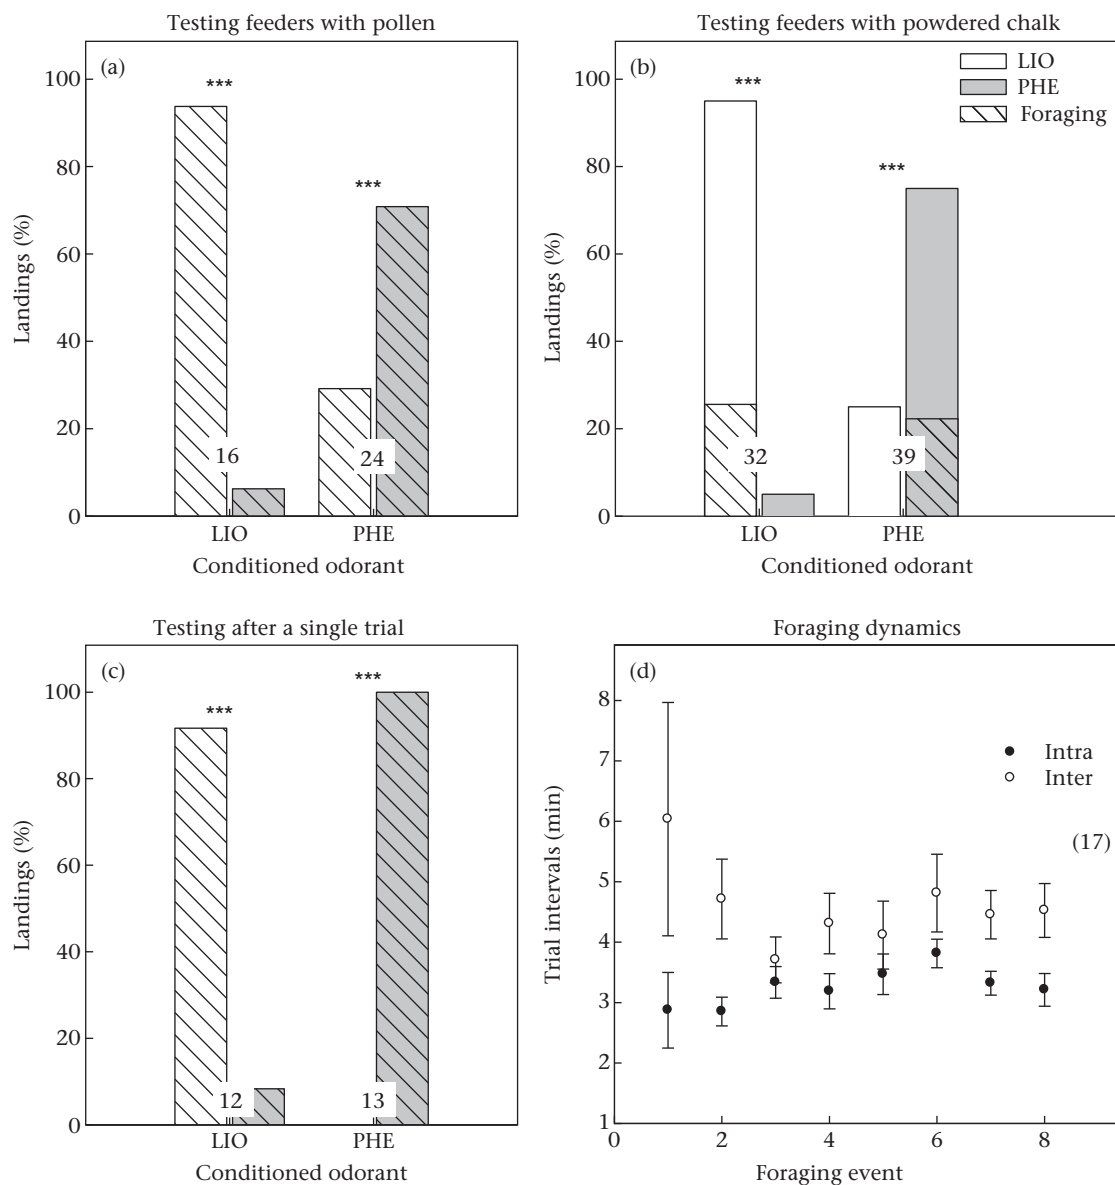 Testing feeders with pollen
(a)
***
***
100
80
60
40
20
0
Landings (%)
16
24
LIO
PHE
Conditioned odorant
Testing feeders with powdered chalk
(b)
***
***
LIO
PHE
Foraging
100
80
60
40
20
0
Landings (%)
32
39
LIO
PHE
Conditioned odorant
Testing after a single trial
(c)
***
***
100
80
60
40
20
0
Landings (%)
12
13
LIO
PHE
Conditioned odorant
Foraging dynamics
(d)
Intra
Inter
(17)
8
7
6
5
4
3
2
1
Trial intervals (min)
0
2
4
6
8
Foraging event